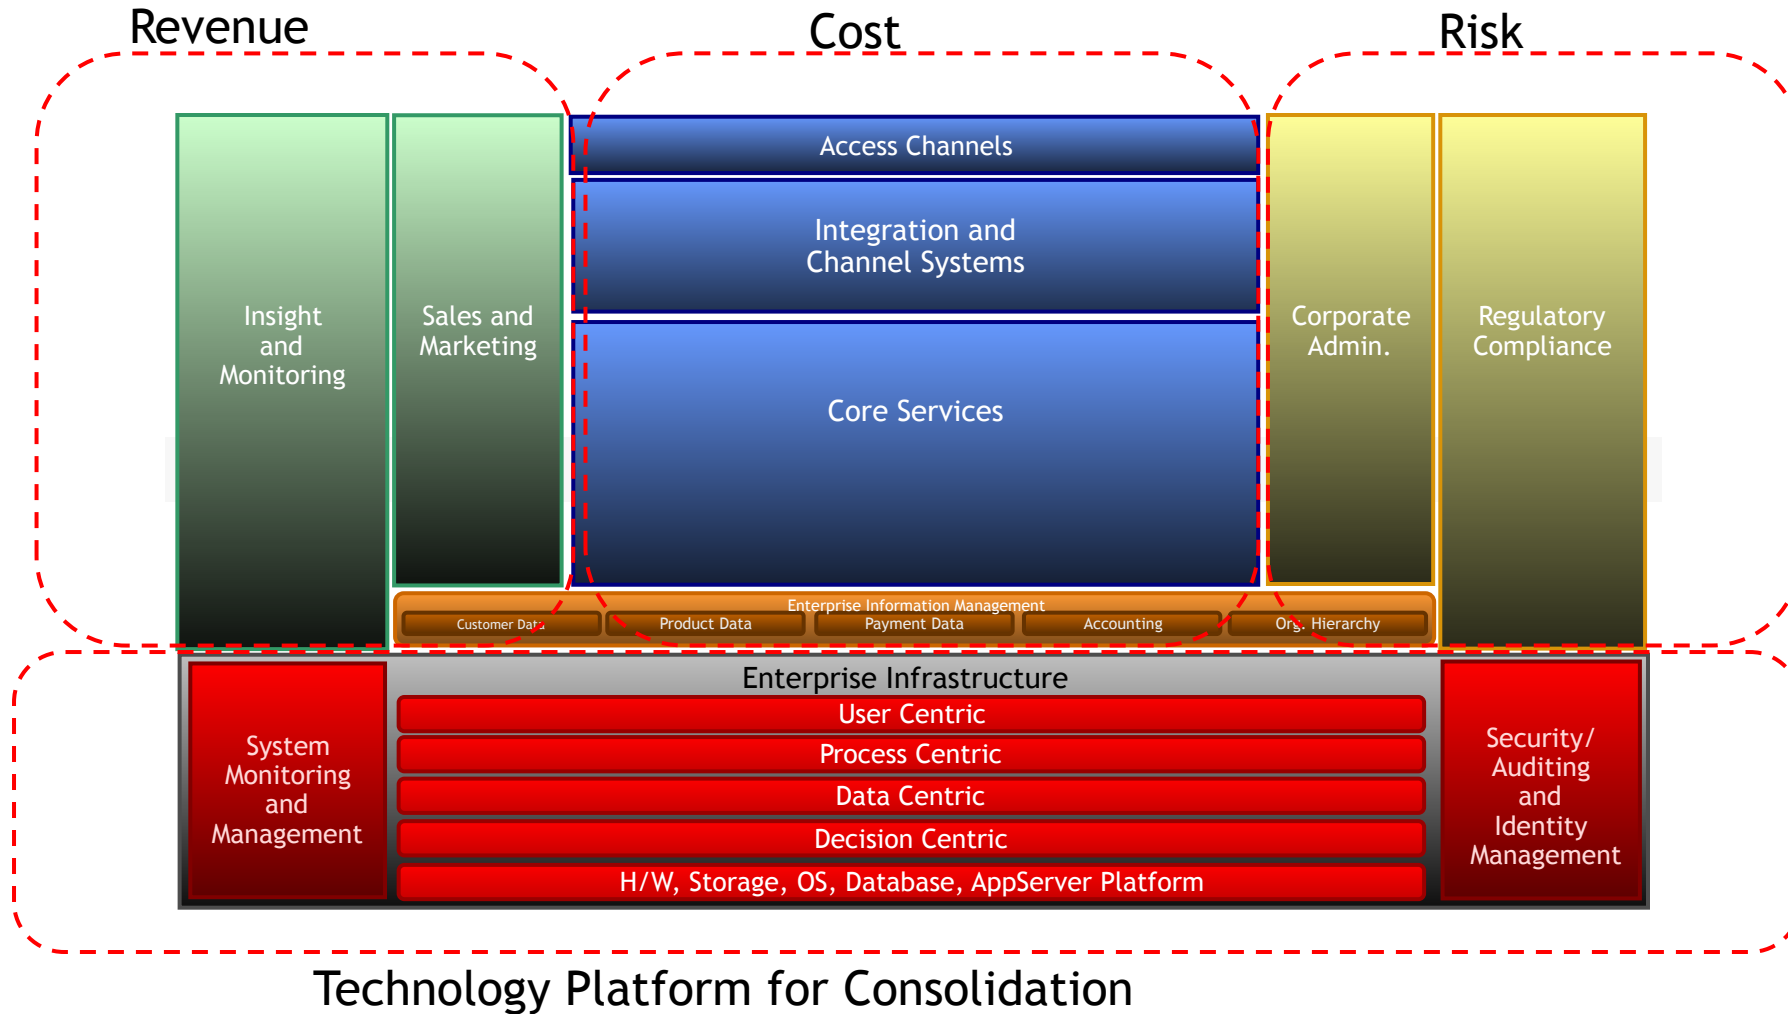 Revenue
Cost
Risk
Insight
and
Monitoring
Sales and
Marketing
Access Channels
Integration and
Channel Systems
Core Services
Corporate
Admin.
Regulatory
Compliance
Enterprise Information Management
Customer Data
Product Data
Payment Data
Accounting
Org. Hierarchy
System
Monitoring
and
Management
Enterprise Infrastructure
User Centric
Process Centric
Data Centric
Decision Centric
H/W, Storage, OS, Database, AppServer Platform
Security/
Auditing
and
Identity
Management
Technology Platform for Consolidation